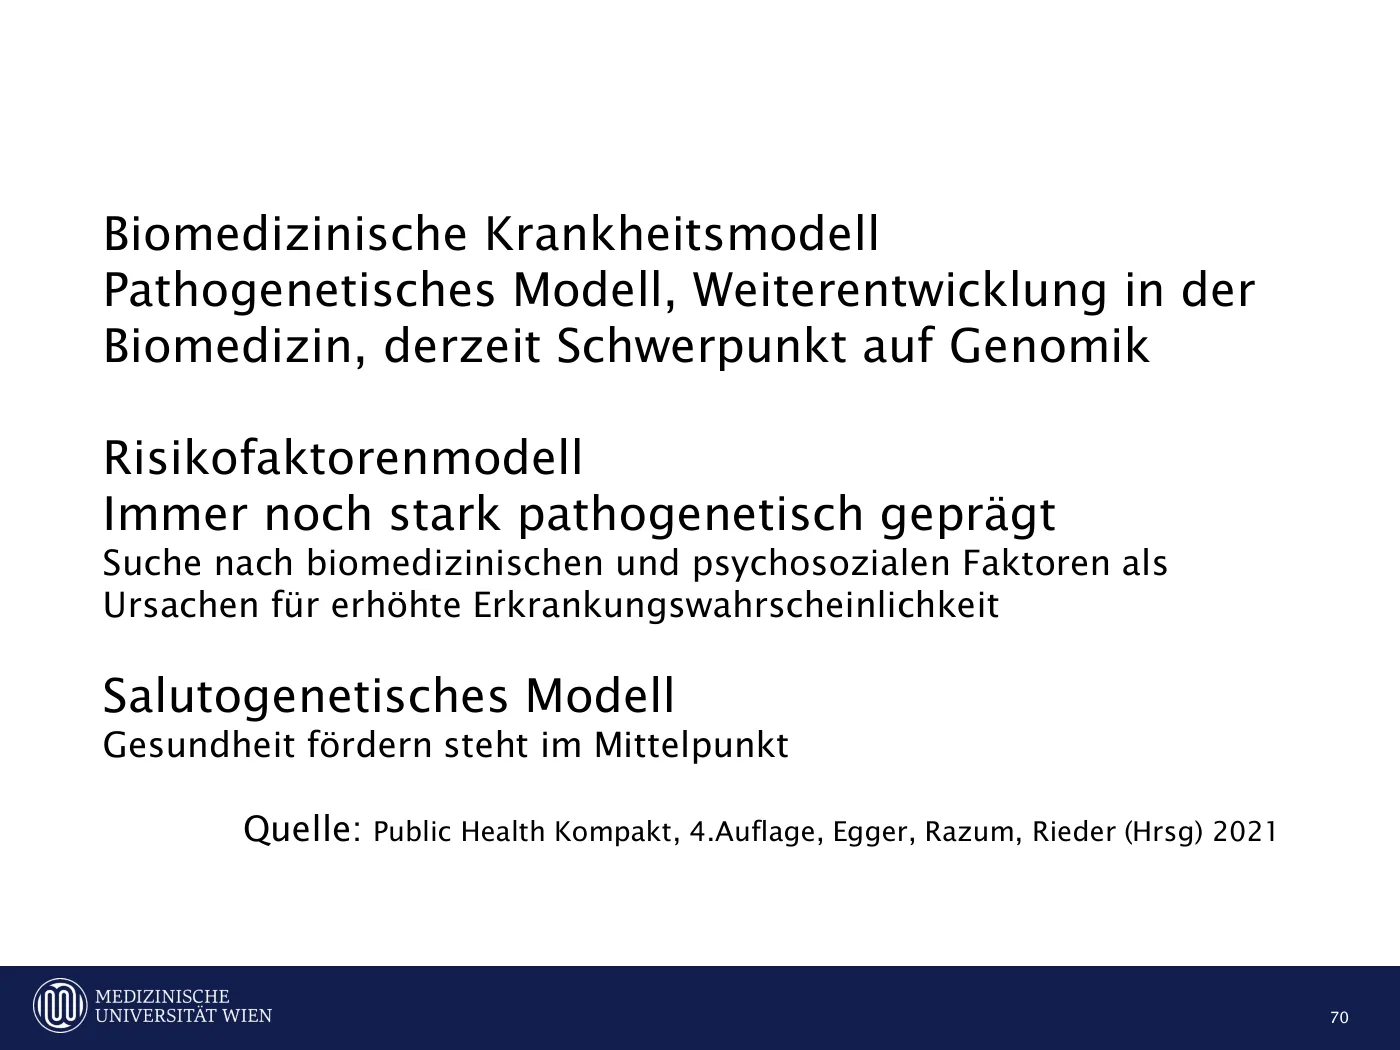 Biomedizinische Krankheitsmodell
Pathogenetisches Modell, Weiterentwicklung in der
Biomedizin, derzeit Schwerpunkt auf Genomik
Risikofaktorenmodell
Immer noch stark pathogenetisch geprägt
Suche nach biomedizinischen und psychosozialen Faktoren als
Ursachen für erhöhte Erkrankungswahrscheinlichkeit
Salutogenetisches Modell
Gesundheit fördern steht im Mittelpunkt
Quelle: Public Health Kompakt, 4.Auflage, Egger, Razum, Rieder (Hrsg) 2021
MEDIZINISCHE
UNIVERSITÄT WIEN
70